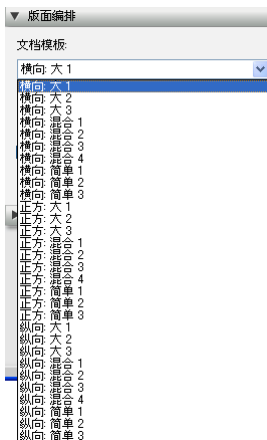 版面编排
文档模板:
横向: 大 1
横向: 大 1
横向: 大 2
横向: 大 3
横向: 混合 1
横向: 混合 2
横向: 混合 3
横向: 混合 4
横向: 简单 1
横向: 简单 2
横向: 简单 3
正方: 大 1
正方: 大 2
正方: 大 3
正方: 混合 1
正方: 混合 2
正方: 混合 3
正方: 混合 4
正方: 简单 1
正方: 简单 2
正方: 简单 3
纵向: 大 1
纵向: 大 2
纵向: 大 3
纵向: 混合 1
纵向: 混合 2
纵向: 混合 3
纵向: 混合 4
纵向: 简单 1
纵向: 简单 2
纵向: 简单 3